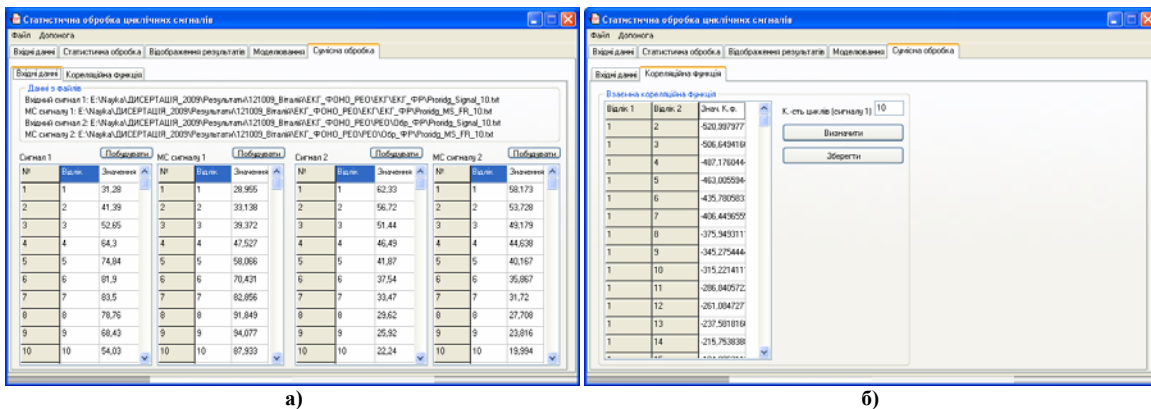 Статистична обробка циклічних сигналів
Файл Допомога
Вхідні данні Статистична обробка Відображення результатів Моделювання Сумісна обробка
Вхідні данні Кореляційна функція
Данні з файлів
Вхідний сигнал 1: E:\Nayka\ДИСЕРТАЦІЯ_2009\Результати\121009_Віталій\ЕКГ_ФОНО_РЕО\ЕКГ\ЕКГ_ФР\Proridg_Signal_10.txt
МС сигналу 1: E:\Nayka\ДИСЕРТАЦІЯ_2009\Результати\121009_Віталій\ЕКГ_ФОНО_РЕО\ЕКГ\ЕКГ_ФР\Proridg_MS_FR_10.txt
Вхідний сигнал 2: E:\Nayka\ДИСЕРТАЦІЯ_2009\Результати\121009_Віталій\ЕКГ_ФОНО_РЕО\РЕО\Обр_ФР\Proridg_Signal_10.txt
МС сигналу 2: E:\Nayka\ДИСЕРТАЦІЯ_2009\Результати\121009_Віталій\ЕКГ_ФОНО_РЕО\РЕО\Обр_ФР\Proridg_MS_FR_10.txt
Сигнал 1 Побудувати МС сигналу 1 Побудувати Сигнал 2 Побудувати МС сигналу 2 Побудувати
№ Відлік Значення № Відлік Значення № Відлік Значення № Відлік Значення
1 1 31,28 1 1 28,955 1 1 62,33 1 1 58,173
2 2 41,39 2 2 33,138 2 2 56,72 2 2 53,728
3 3 52,65 3 3 39,372 3 3 51,44 3 3 49,179
4 4 64,3 4 4 47,527 4 4 46,49 4 4 44,638
5 5 74,84 5 5 58,066 5 5 41,87 5 5 40,167
6 6 81,9 6 6 70,431 6 6 37,54 6 6 35,867
7 7 83,5 7 7 82,856 7 7 33,47 7 7 31,72
8 8 78,76 8 8 91,849 8 8 29,62 8 8 27,708
9 9 68,43 9 9 94,077 9 9 25,92 9 9 23,816
10 10 54,03 10 10 87,933 10 10 22,24 10 10 19,994
а)
Статистична обробка циклічних сигналів
Файл Допомога
Вхідні данні Статистична обробка Відображення результатів Моделювання Сумісна обробка
Вхідні данні Кореляційна функція
Взаємна кореляційна функція
Відлік 1 Відлік 2 Знач. К.ф. К.-сть циклів (сигналу 1) 10
1 2 -520,997977 Визначити
1 3 -506,649416 Зберегти
1 4 -487,176044
1 5 -463,005594
1 6 -435,780583
1 7 -406,449655
1 8 -375,949311
1 9 -345,275444
1 10 -315,221411
1 11 -286,840572
1 12 -261,084727
1 13 -237,581816
1 14 -215,753838
б)